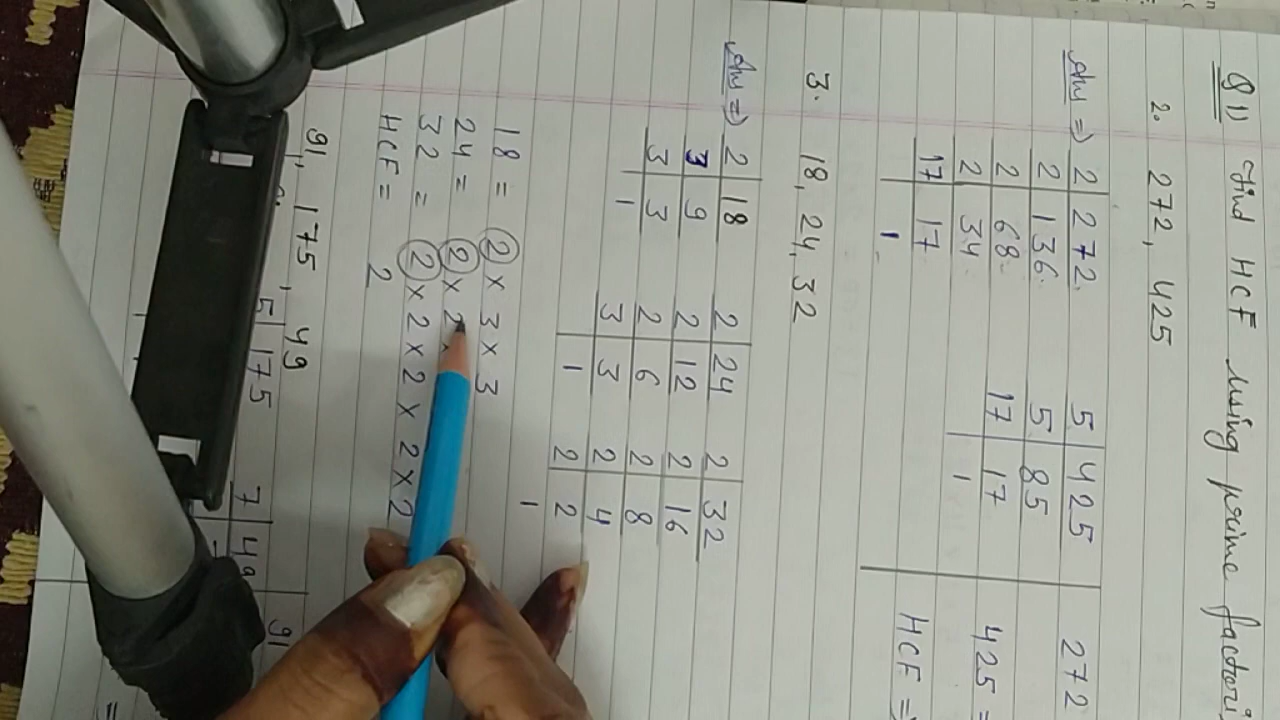 Q1) Find HCF using prime factori
2. 272, 425
Ans => 2 | 272 5 | 425 272
2 | 136 5 | 85
2 | 68 17 | 17 425 =
2 | 34 1
17 | 17 HCF =>
1
3. 18, 24, 32
Ans => 2 | 18 2 | 24 2 | 32
3 | 9 2 | 12 2 | 16
3 | 3 2 | 6 2 | 8
1 3 | 3 2 | 4
1 2 | 2
1
18 = 2 x 3 x 3
24 = 2 x 2 x
32 = 2 x 2 x 2 x 2 x 2
HCF = 2
91, 175, 49
5 | 175 7 | 49 91